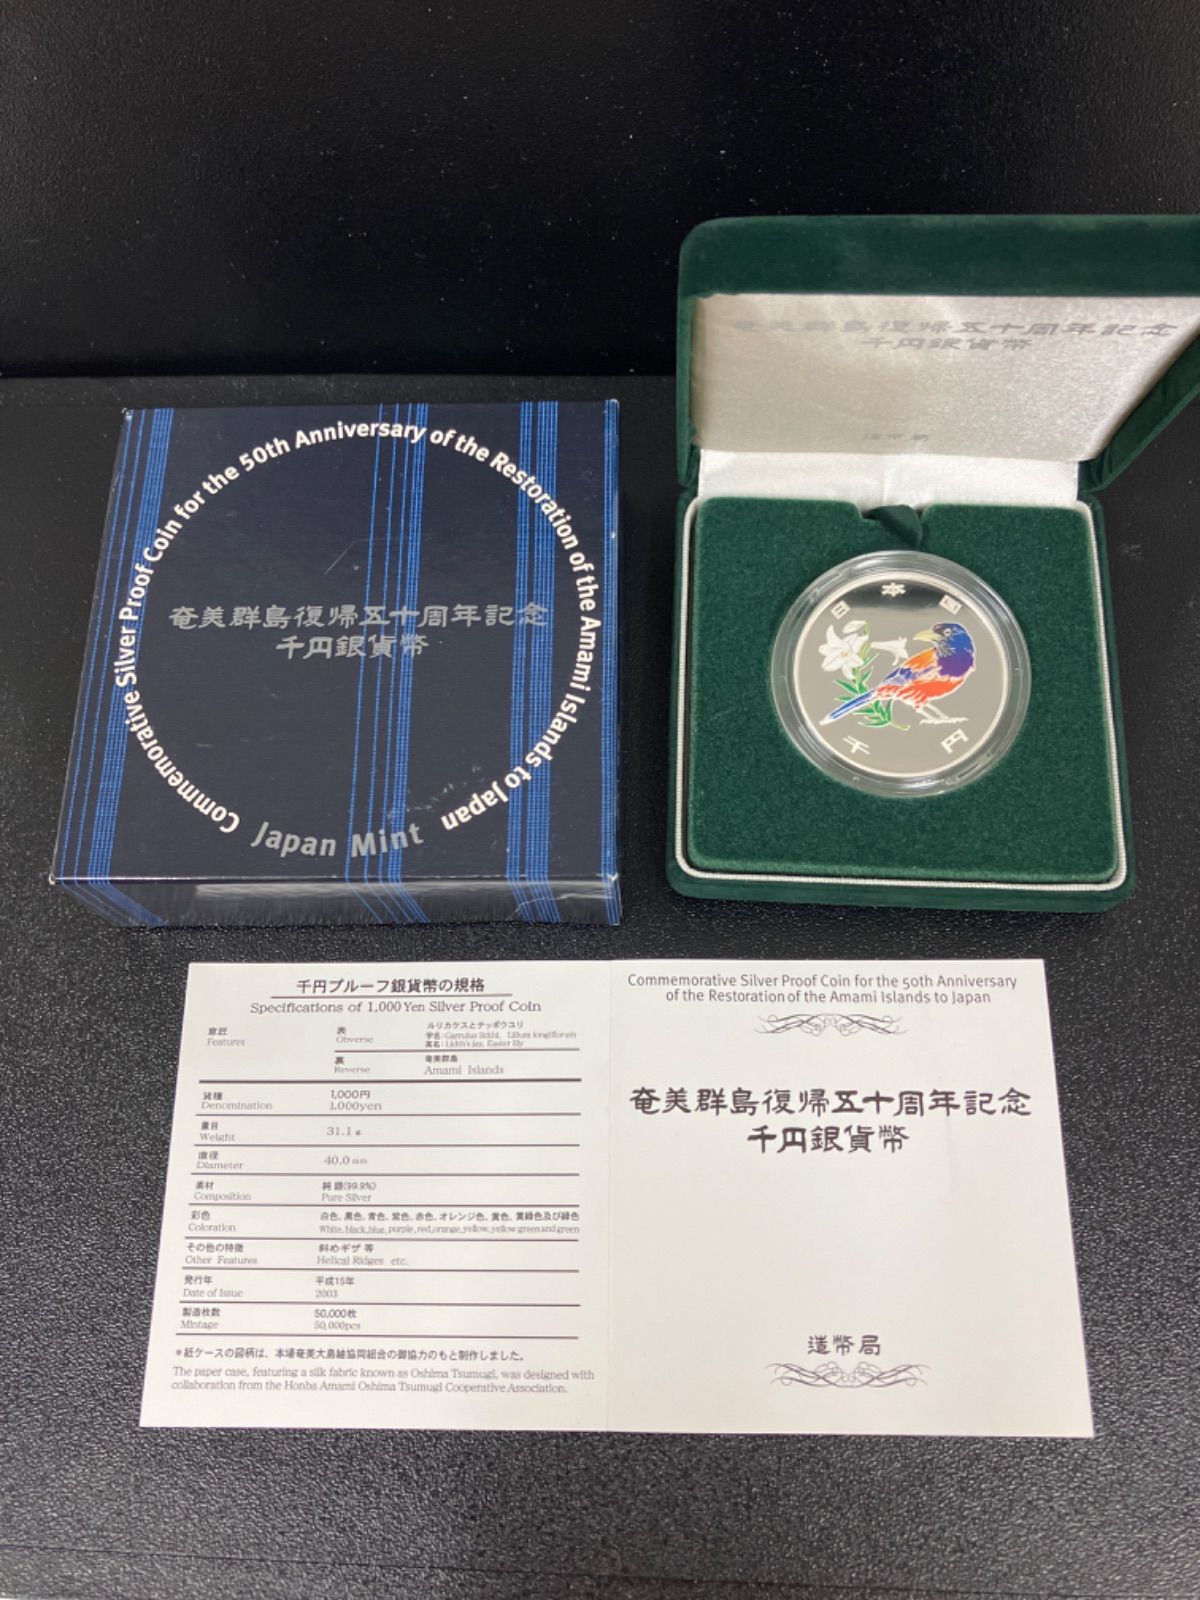 Commemorative Silver Proof Coin for the 50th Anniversary of the Restoration of the Amami Islands to Japan
奄美群島復帰五十周年記念
千円銀貨幣
Japan Mint
奄美群島復帰五十周年記念
千円銀貨幣
造幣局
日本国
千円
千円プルーフ銀貨幣の規格
Specifications of 1,000 Yen Silver Proof Coin
意匠
Features
表
Obverse
ルリカケスとテッポウユリ
学名:Garrulus lidthi, Lilium longiflorum
英名:Lidth's jay, Easter lily
裏
Reverse
奄美群島
Amami Islands
貨種
Denomination
1,000円
1,000yen
量目
Weight
31.1g
直径
Diameter
40.0mm
素材
Composition
純銀(99.9%)
Pure Silver
彩色
Coloration
白色、黒色、青色、紫色、赤色、オレンジ色、黄色、黄緑色及び緑色
White, black, blue, purple, red, orange, yellow, yellow green and green
その他の特徴
Other Features
斜めギザ 等
Helical Ridges etc.
発行年
Date of Issue
平成15年
2003
製造枚数
Mintage
50,000枚
50,000pcs
*紙ケースの図柄は、本場奄美大島紬協同組合の御協力のもと制作しました。
The paper case, featuring a silk fabric known as Oshima Tsumugi, was designed with
collaboration from the Honba Amami Oshima Tsumugi Cooperative Association.
Commemorative Silver Proof Coin for the 50th Anniversary
of the Restoration of the Amami Islands to Japan
奄美群島復帰五十周年記念
千円銀貨幣
造幣局